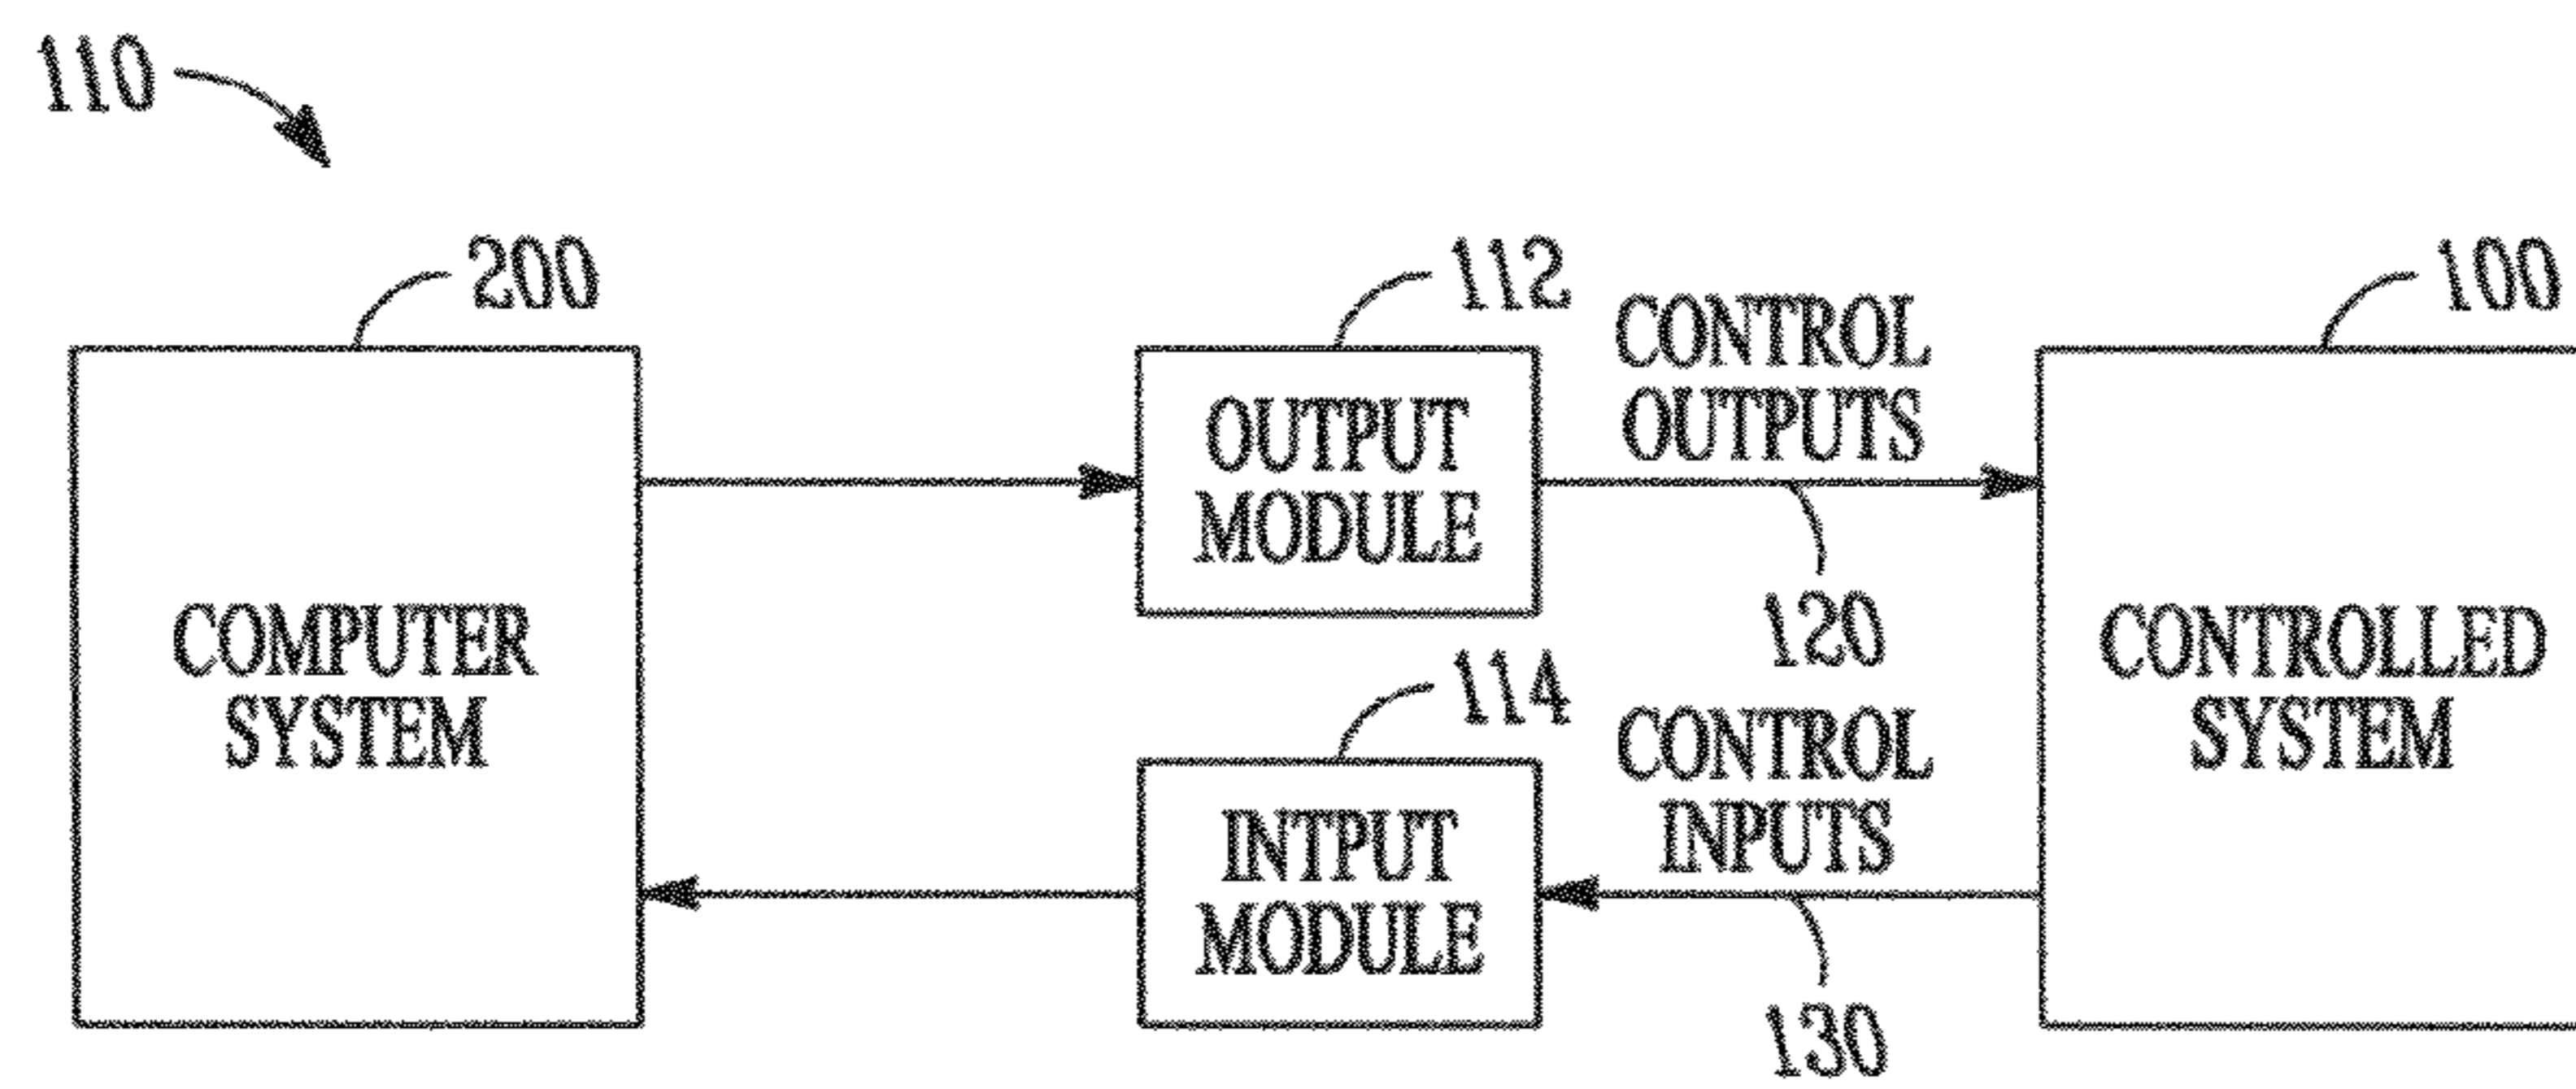 110
200
112
100
CONTROL
OUTPUTS
OUTPUT
MODULE
120
COMPUTER
SYSTEM
CONTROLLED
SYSTEM
114
CONTROL
INPUTS
INTPUT
MODULE
130